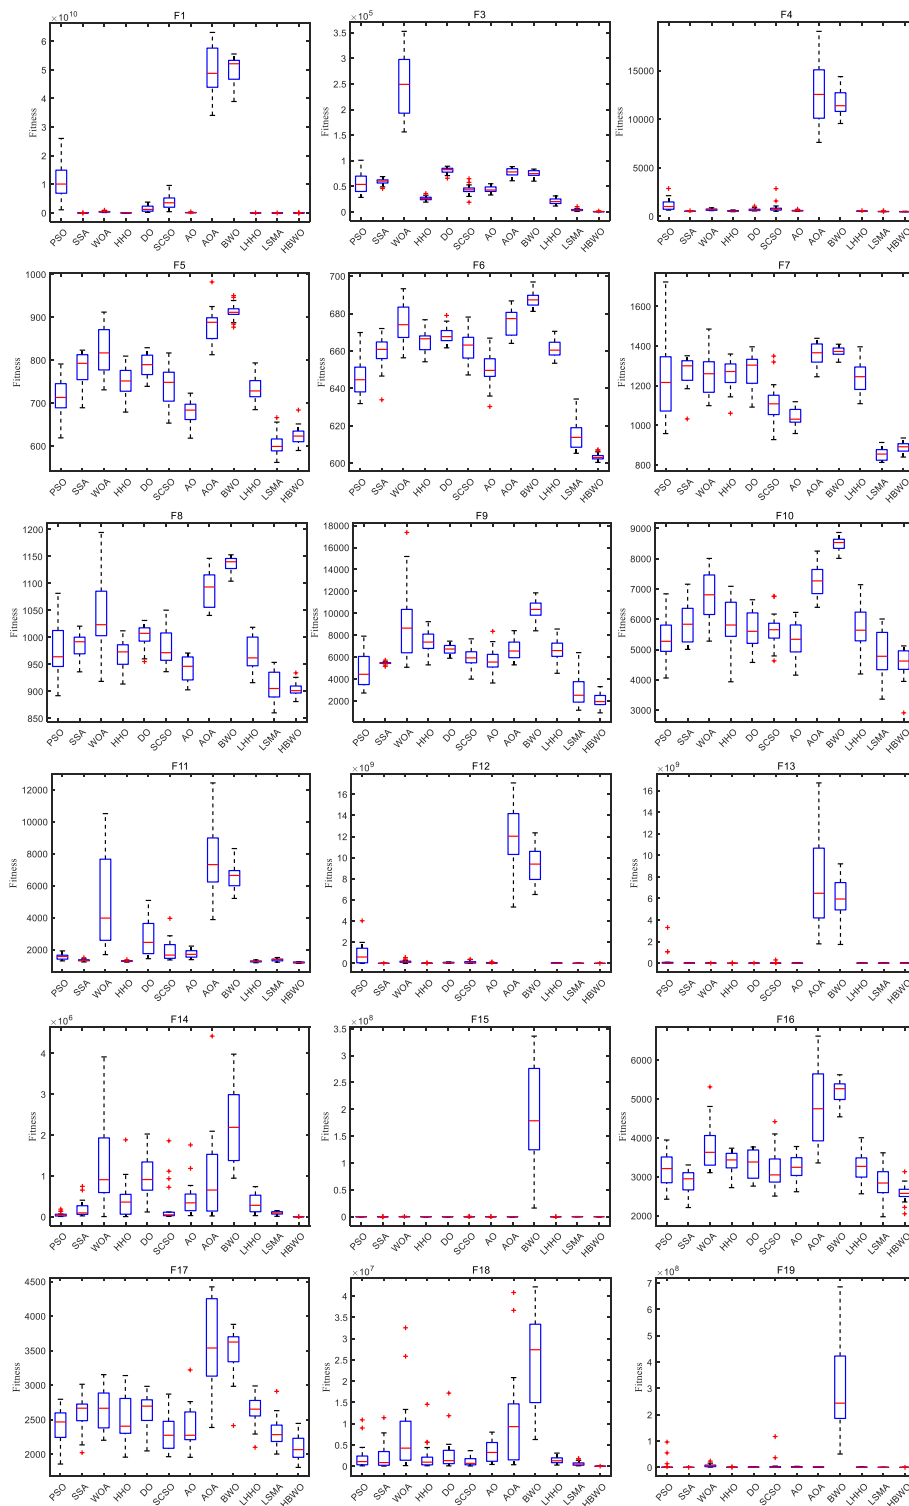 F1
×10^10
6
5
4
3
2
1
0
Fitness
PSO SSA WOA HHO DO SCSO AO AOA BWO LHHO LSMA HBWO
F3
×10^5
3.5
3
2.5
2
1.5
1
0.5
0
Fitness
PSO SSA WOA HHO DO SCSO AO AOA BWO LHHO LSMA HBWO
F4
15000
10000
5000
0
Fitness
PSO SSA WOA HHO DO SCSO AO AOA BWO LHHO LSMA HBWO
F5
1000
900
800
700
600
Fitness
PSO SSA WOA HHO DO SCSO AO AOA BWO LHHO LSMA HBWO
F6
700
680
660
640
620
600
Fitness
PSO SSA WOA HHO DO SCSO AO AOA BWO LHHO LSMA HBWO
F7
1800
1600
1400
1200
1000
800
Fitness
PSO SSA WOA HHO DO SCSO AO AOA BWO LHHO LSMA HBWO
F8
1200
1150
1100
1050
1000
950
900
850
Fitness
PSO SSA WOA HHO DO SCSO AO AOA BWO LHHO LSMA HBWO
F9
18000
16000
14000
12000
10000
8000
6000
4000
2000
Fitness
PSO SSA WOA HHO DO SCSO AO AOA BWO LHHO LSMA HBWO
F10
9000
8000
7000
6000
5000
4000
3000
Fitness
PSO SSA WOA HHO DO SCSO AO AOA BWO LHHO LSMA HBWO
F11
12000
10000
8000
6000
4000
2000
Fitness
PSO SSA WOA HHO DO SCSO AO AOA BWO LHHO LSMA HBWO
F12
×10^9
16
14
12
10
8
6
4
2
0
Fitness
PSO SSA WOA HHO DO SCSO AO AOA BWO LHHO LSMA HBWO
F13
×10^9
16
14
12
10
8
6
4
2
0
Fitness
PSO SSA WOA HHO DO SCSO AO AOA BWO LHHO LSMA HBWO
F14
×10^6
4
3
2
1
0
Fitness
PSO SSA WOA HHO DO SCSO AO AOA BWO LHHO LSMA HBWO
F15
×10^8
3.5
3
2.5
2
1.5
1
0.5
0
Fitness
PSO SSA WOA HHO DO SCSO AO AOA BWO LHHO LSMA HBWO
F16
6000
5000
4000
3000
2000
Fitness
PSO SSA WOA HHO DO SCSO AO AOA BWO LHHO LSMA HBWO
F17
4500
4000
3500
3000
2500
2000
Fitness
PSO SSA WOA HHO DO SCSO AO AOA BWO LHHO LSMA HBWO
F18
×10^7
4
3.5
3
2.5
2
1.5
1
0.5
0
Fitness
PSO SSA WOA HHO DO SCSO AO AOA BWO LHHO LSMA HBWO
F19
×10^8
7
6
5
4
3
2
1
0
Fitness
PSO SSA WOA HHO DO SCSO AO AOA BWO LHHO LSMA HBWO